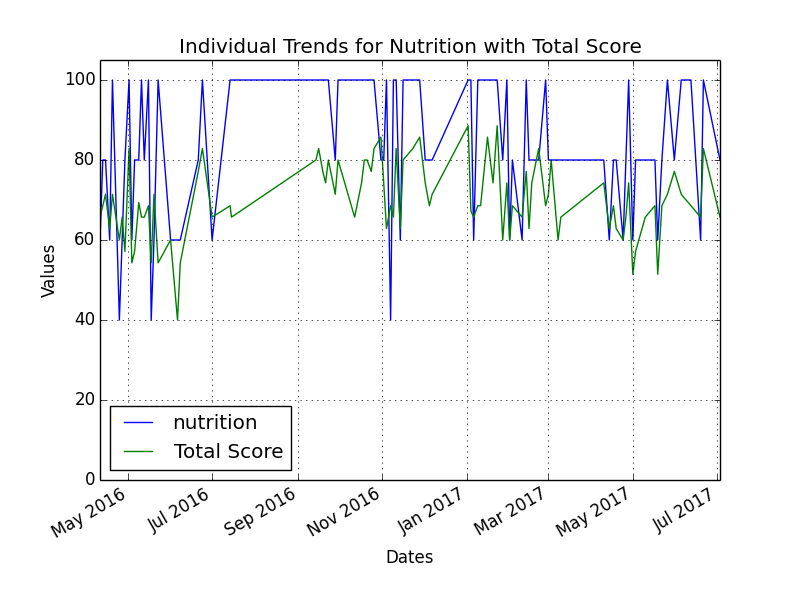 Individual Trends for Nutrition with Total Score
100
80
60
40
20
0
Values
nutrition
Total Score
May 2016
Jul 2016
Sep 2016
Nov 2016
Jan 2017
Mar 2017
May 2017
Jul 2017
Dates